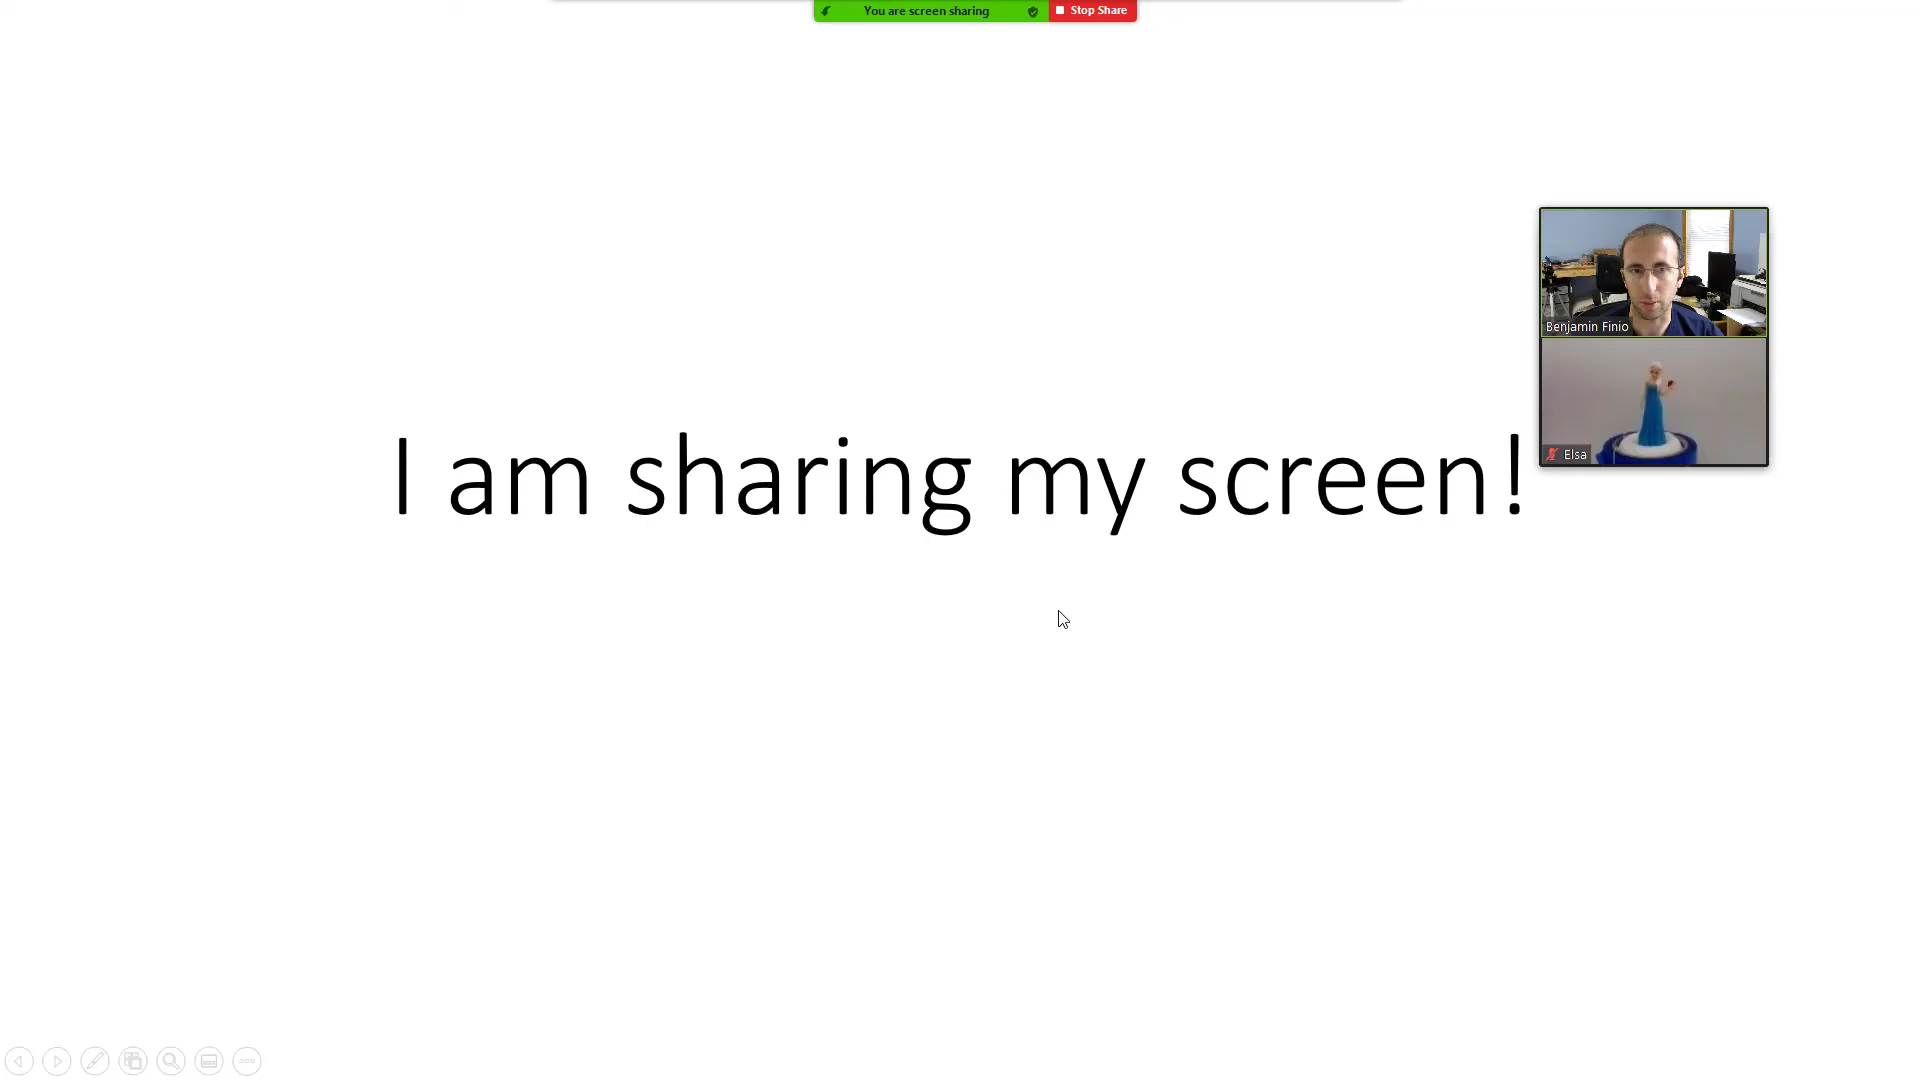 You are screen sharing
Stop Share
Benjamin Finio
I am sharing my screen!
Elsa